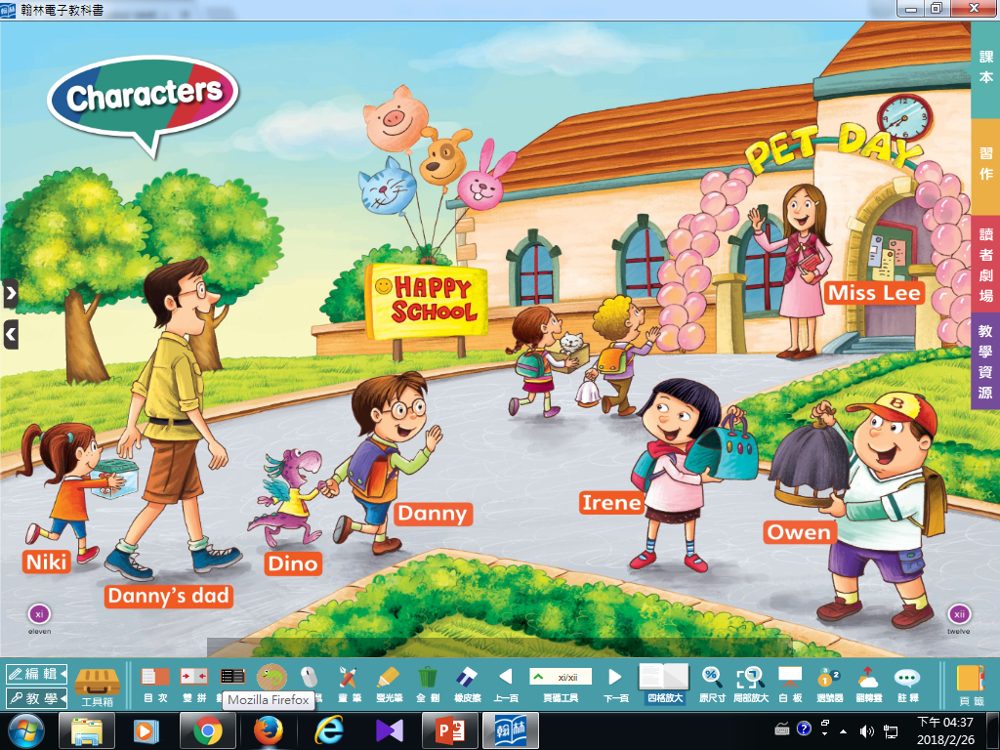 翰林電子教科書
Characters
PET DAY
HAPPY
SCHOOL
Miss Lee
Danny
Irene
Owen
Niki
Dino
Danny's dad
B
xi
eleven
xii
twelve
課本
習作
讀者劇場
教學資源
編輯
教學
工具箱
目次
雙拼
Mozilla Firefox
畫筆
螢光筆
全刪
橡皮擦
上一頁
xi/xii
頁碼工具
下一頁
四格放大
原尺寸
局部放大
白板
選號器
翻轉雲
註釋
頁籤
下午 04:37
2018/2/26